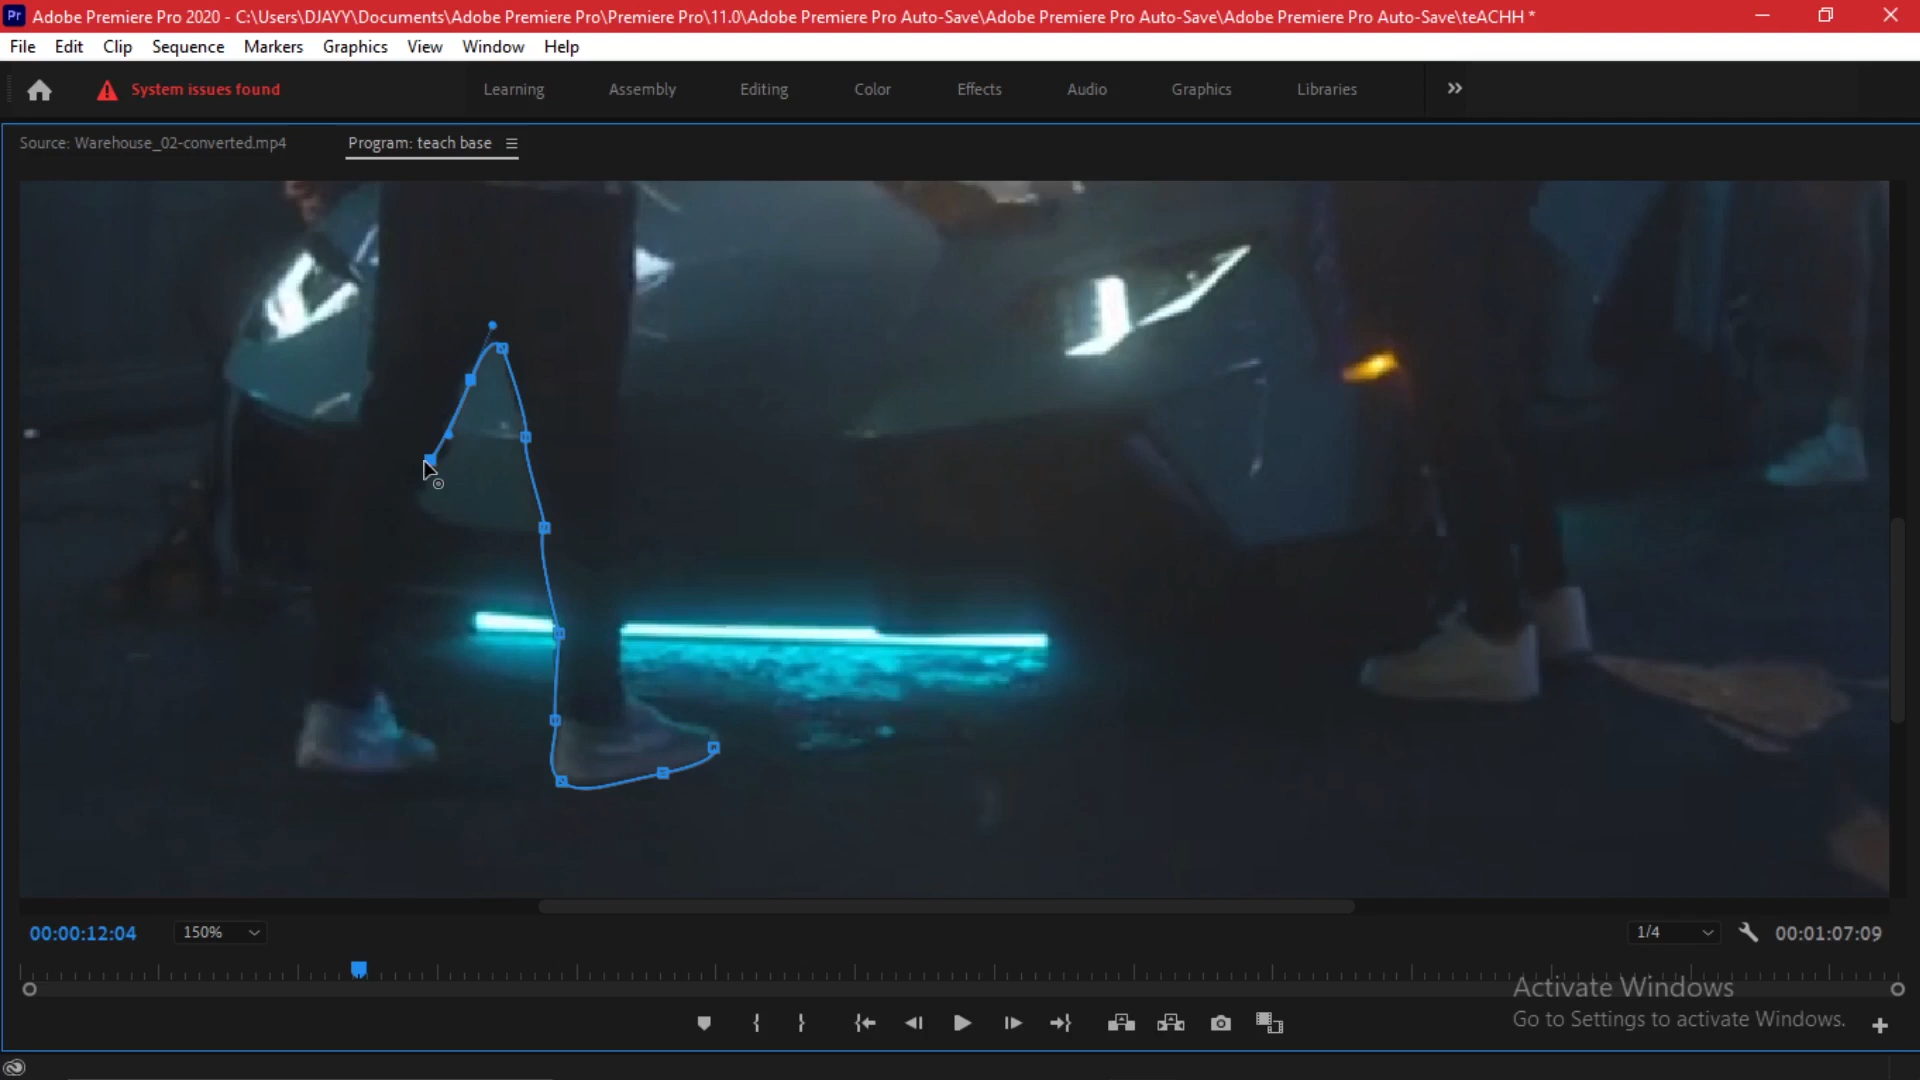 Pr Adobe Premiere Pro 2020 - C:\Users\DJAYY\Documents\Adobe Premiere Pro\Premiere Pro\11.0\Adobe Premiere Pro Auto-Save\Adobe Premiere Pro Auto-Save\Adobe Premiere Pro Auto-Save\teACHH *
File Edit Clip Sequence Markers Graphics View Window Help
System issues found Learning Assembly Editing Color Effects Audio Graphics Libraries
Source: Warehouse_02-converted.mp4 Program: teach base
00:00:12:04 150% 1/4 00:01:07:09
Activate Windows
Go to Settings to activate Windows.